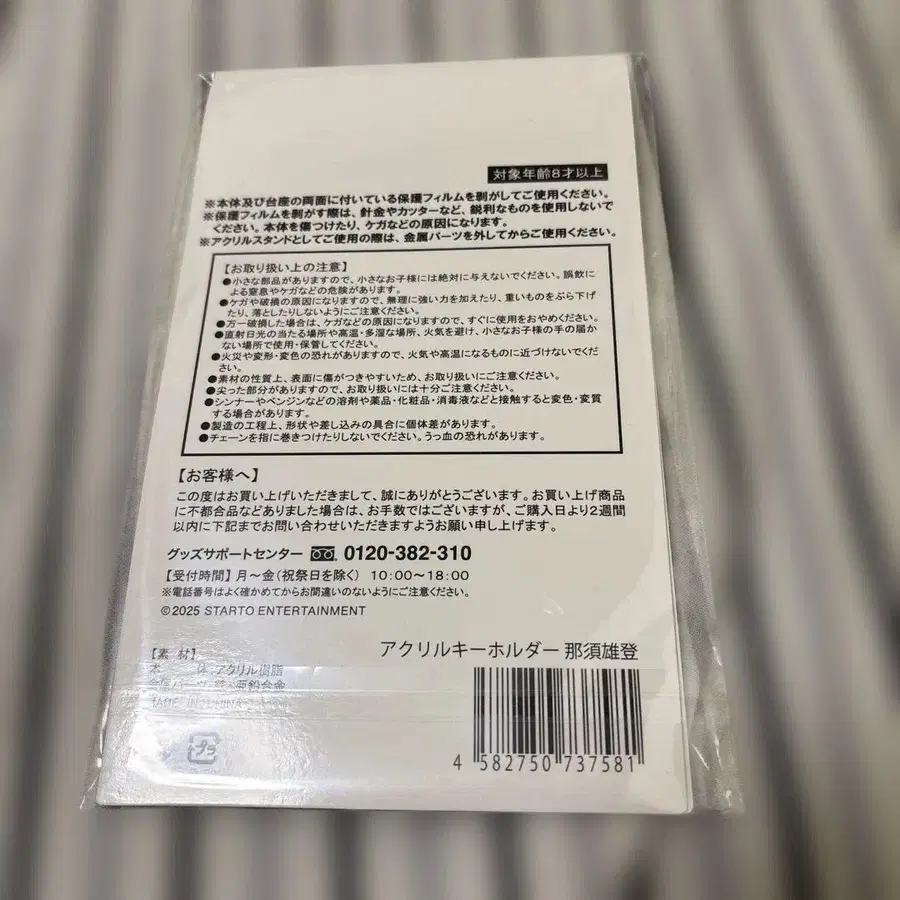 対象年齢8才以上
※本体及び台座の両面に付いている保護フィルムを剥がしてご使用ください。
※保護フィルムを剥がす際は、針金やカッターなど、鋭利なものを使用しないで
ください。本体を傷つけたり、ケガなどの原因になります。
※アクリルスタンドとしてご使用の際は、金属パーツを外してからご使用ください。
【お取り扱い上の注意】
●小さな部品がありますので、小さなお子様には絶対に与えないでください。誤飲
による窒息やケガなどの危険があります。
●ケガや破損の原因になりますので、無理に強い力を加えたり、重いものをぶら下げ
たり、落としたりしないようにご注意ください。
●万一破損した場合は、ケガなどの原因になりますので、すぐに使用をおやめください。
●直射日光の当たる場所や高温・多湿な場所、火気を避け、小さなお子様の手の届か
ない場所で使用・保管してください。
●火災や変形・変色の恐れがありますので、火気や高温になるものに近づけないでくだ
さい。
●素材の性質上、表面に傷がつきやすいため、お取り扱いにご注意ください。
●尖った部分がありますので、お取り扱いには十分ご注意ください。
●シンナーやベンジンなどの溶剤や薬品・化粧品・消毒液などと接触すると変色・変質
する場合があります。
●製造の工程上、形状や差し込みの具合に個体差があります。
●チェーンを指に巻きつけたりしないでください。うっ血の恐れがあります。
【お客様へ】
この度はお買い上げいただきまして、誠にありがとうございます。お買い上げ商品
に不都合品などありました場合は、お手数ではございますが、ご購入日より2週間
以内に下記までお問い合わせいただきますようお願い申し上げます。
グッズサポートセンター 0120-382-310
【受付時間】月～金(祝祭日を除く) 10:00～18:00
※電話番号はよく確かめてからお間違いのないようにご注意ください。
©2025 STARTO ENTERTAINMENT
アクリルキーホルダー 那須雄登
【素 材】
本 体:アクリル樹脂
金属パーツ:鉄・亜鉛合金
MADE IN CHINA
プラ
4 582750 737581